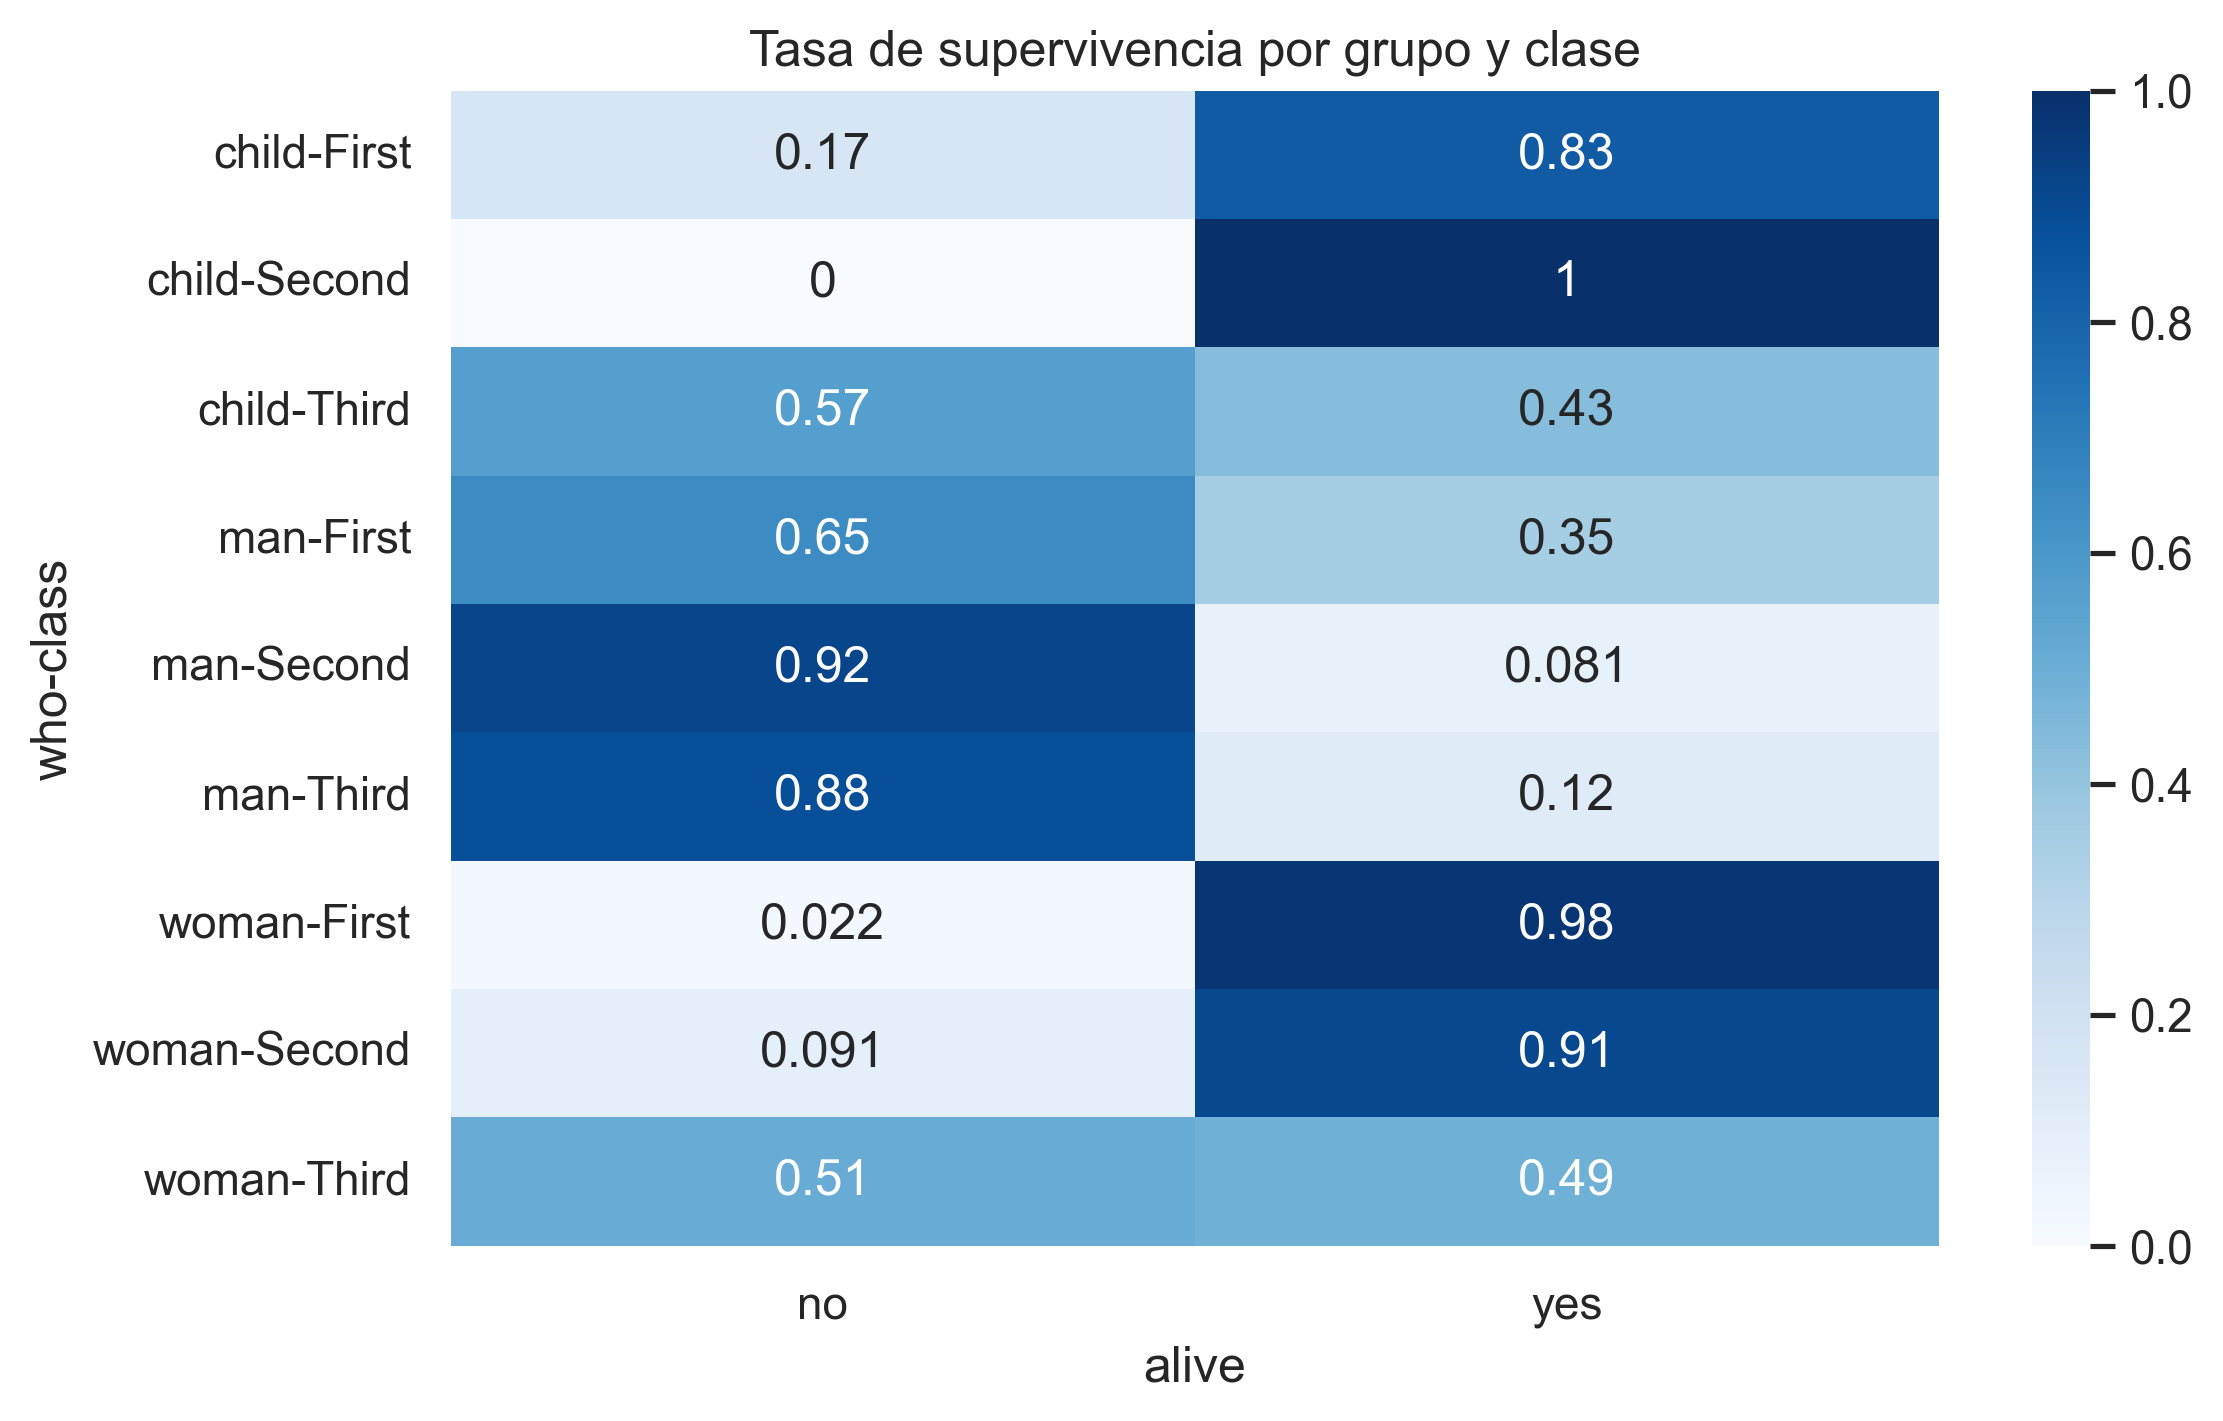 Tasa de supervivencia por grupo y clase
who-class
child-First 0.17 0.83
child-Second 0 1
child-Third 0.57 0.43
man-First 0.65 0.35
man-Second 0.92 0.081
man-Third 0.88 0.12
woman-First 0.022 0.98
woman-Second 0.091 0.91
woman-Third 0.51 0.49
no yes
alive
1.0
0.8
0.6
0.4
0.2
0.0